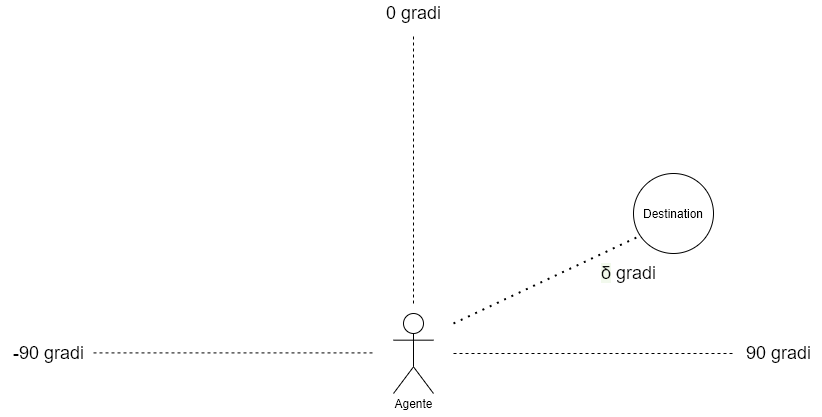 0 gradi
Destination
δ gradi
-90 gradi
90 gradi
Agente